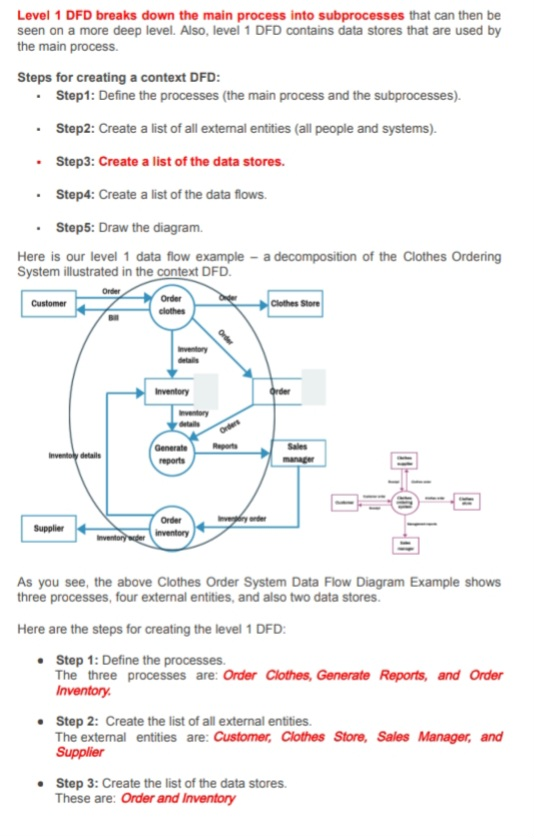 Level 1 DFD breaks down the main process into subprocesses that can then be
seen on a more deep level. Also, level 1 DFD contains data stores that are used by
the main process.
Steps for creating a context DFD:
• Step1: Define the processes (the main process and the subprocesses).
• Step2: Create a list of all external entities (all people and systems).
• Step3: Create a list of the data stores.
• Step4: Create a list of the data flows.
• Step5: Draw the diagram.
Here is our level 1 data flow example – a decomposition of the Clothes Ordering
System illustrated in the context DFD.
Customer
Order
Bill
Order
clothes
Order
Clothes Store
Order
Inventory
details
Inventory
Order
Inventory
details
Orders
Generate
reports
Reports
Sales
manager
Inventory details
Supplier
Inventory order
Order
inventory
Inventory order
Clothes
supplier
Customer
Clothes
ordering
system
Clothes
store
Sales
manager
As you see, the above Clothes Order System Data Flow Diagram Example shows
three processes, four external entities, and also two data stores.
Here are the steps for creating the level 1 DFD:
• Step 1: Define the processes.
The three processes are: Order Clothes, Generate Reports, and Order
Inventory.
• Step 2: Create the list of all external entities.
The external entities are: Customer, Clothes Store, Sales Manager, and
Supplier
• Step 3: Create the list of the data stores.
These are: Order and Inventory